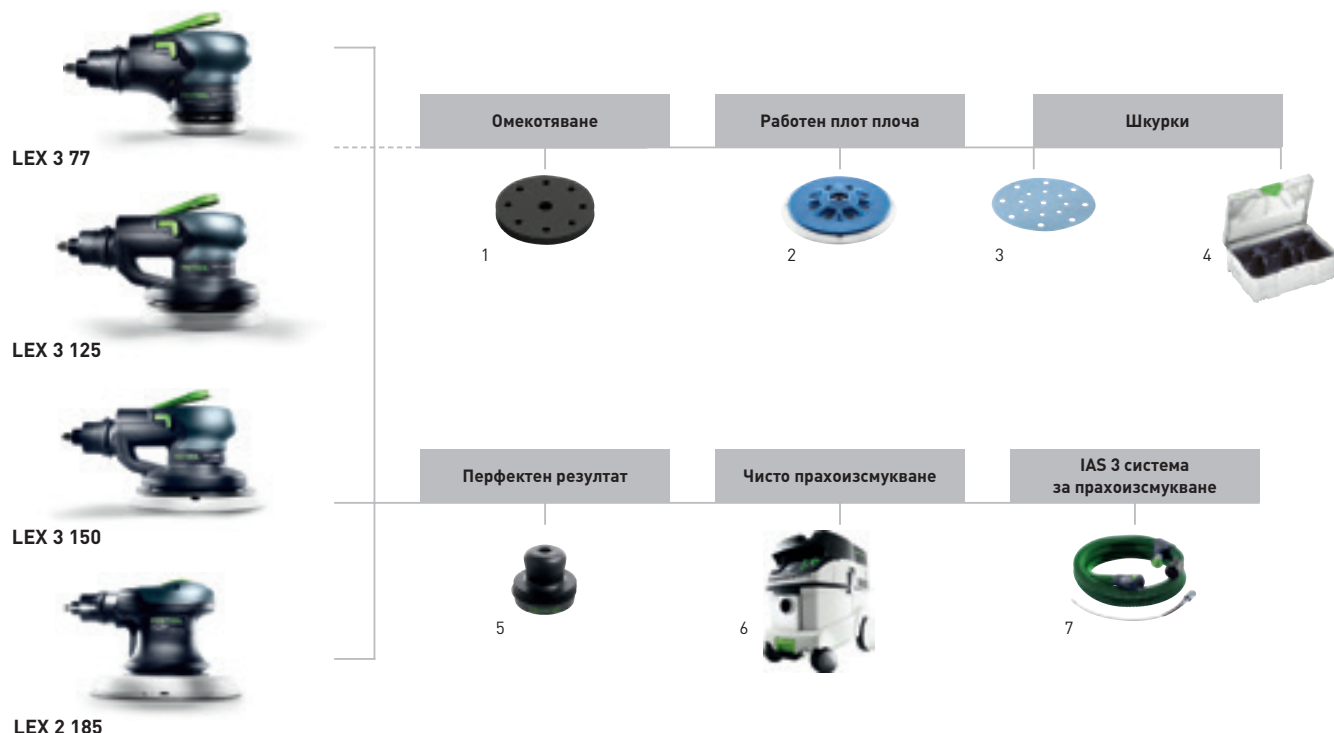 LEX 3 77
LEX 3 125
LEX 3 150
LEX 2 185
Омекотяване
Работен плот плоча
Шкурки
1
2
3
4
Перфектен резултат
Чисто прахоизсмукване
IAS 3 система
за прахоизсмукване
5
6
7